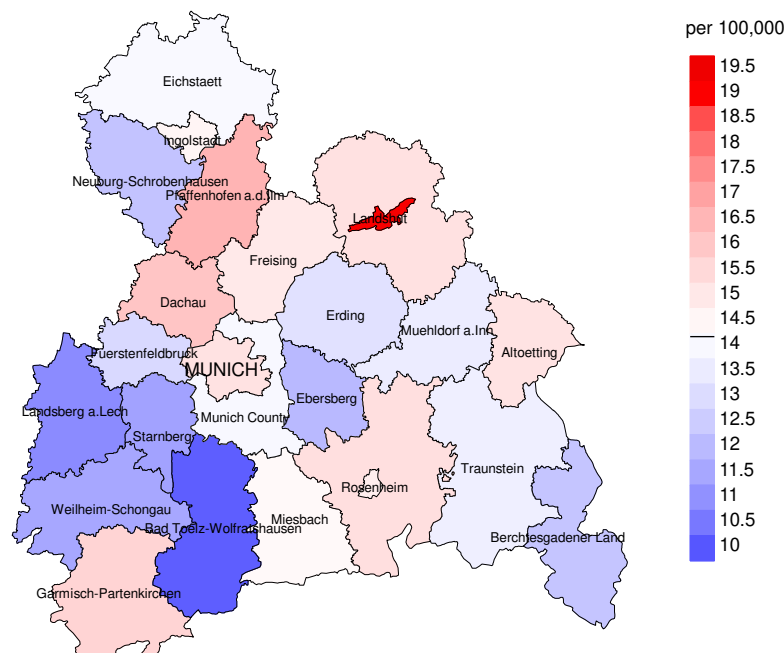 per 100,000
19.5
19
18
17.5
17
16.5
16
15.5
15
14.5
14
13.5
13
12.5
12
11.5
11
10.5
10
Eichstaett
Ingolstadt
Neuburg-Schrobenhausen
Pfaffenhofen a.d.Ilm
Landshut
Freising
Dachau
Erding
Muehldorf a.Inn
Altoetting
Fuerstenfeldbruck
MUNICH
Ebersberg
Landsberg a.Lech
Munich County
Starnberg
Traunstein
Rosenheim
Weilheim-Schongau
Miesbach
Bad Toelz-Wolfratshausen
Berchtesgadener Land
Garmisch-Partenkirchen